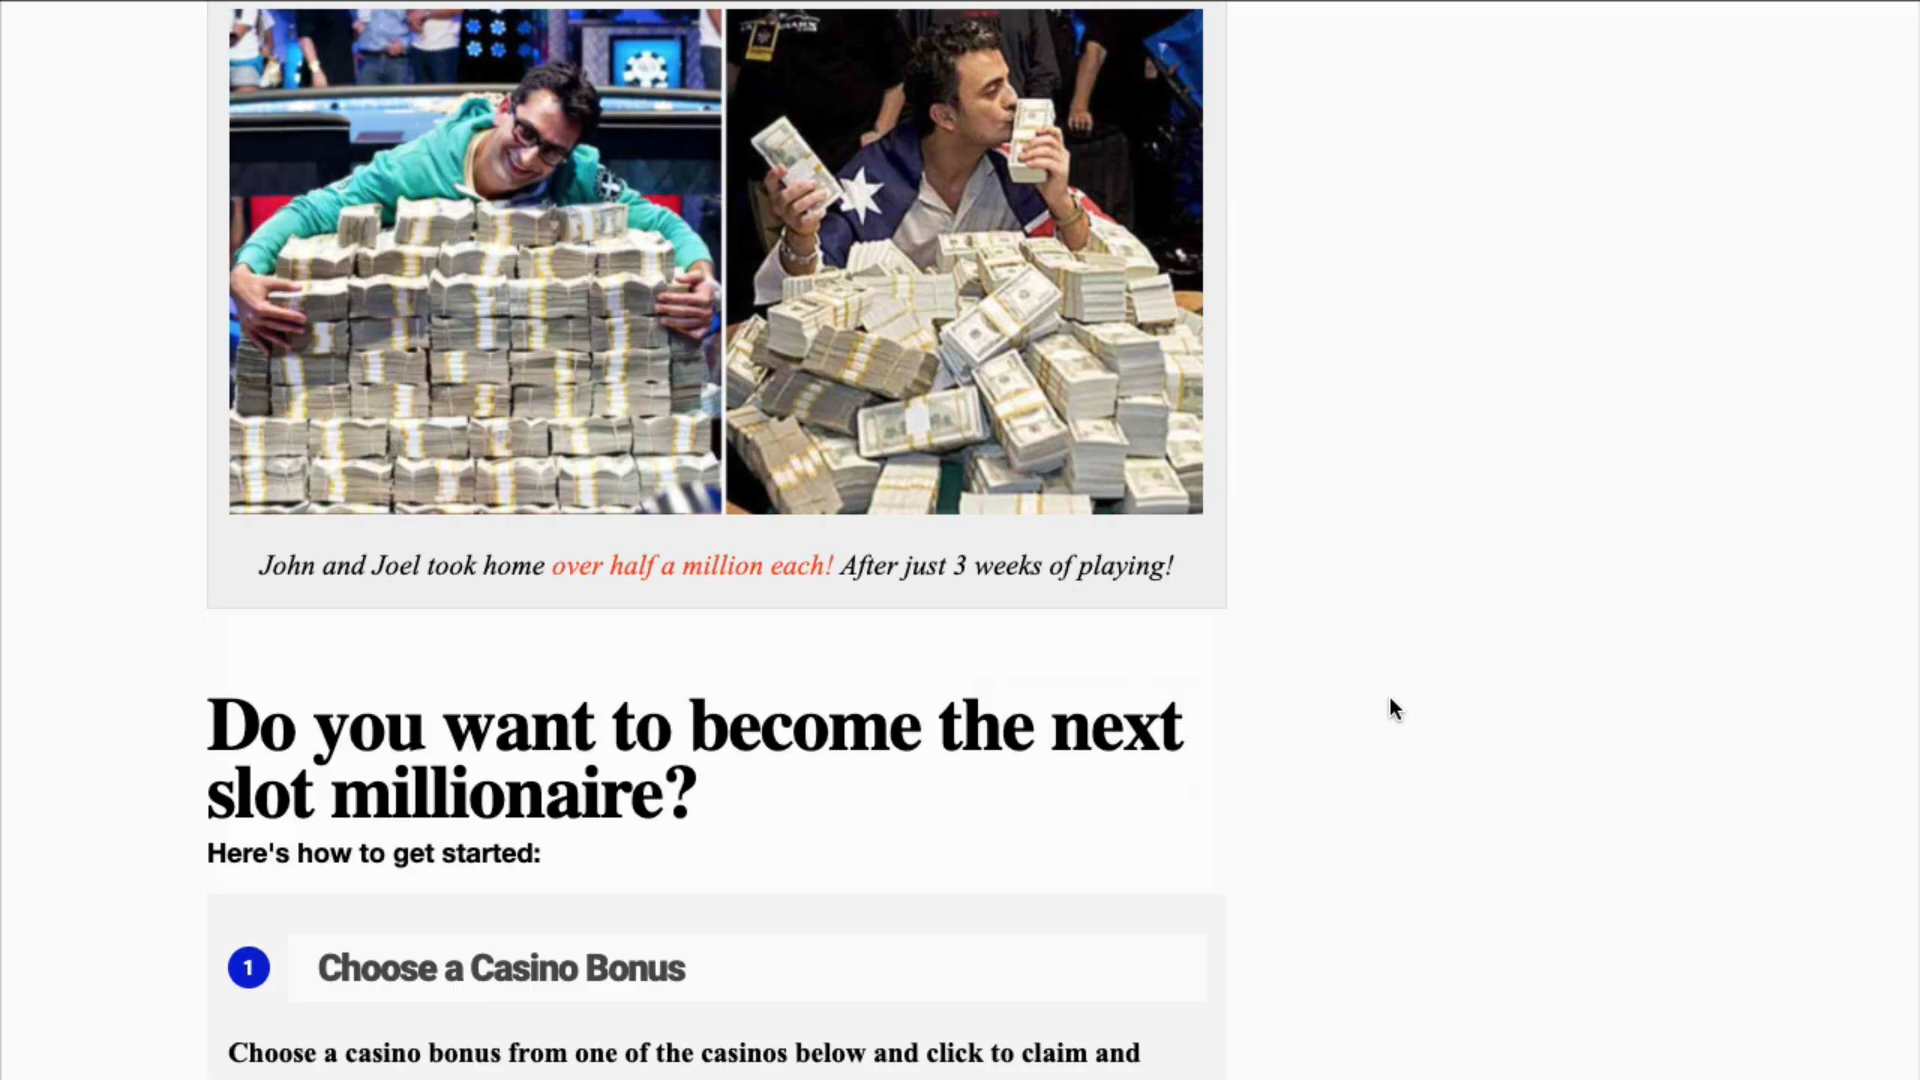 John and Joel took home over half a million each! After just 3 weeks of playing!
Do you want to become the next
slot millionaire?
Here's how to get started:
1
Choose a Casino Bonus
Choose a casino bonus from one of the casinos below and click to claim and